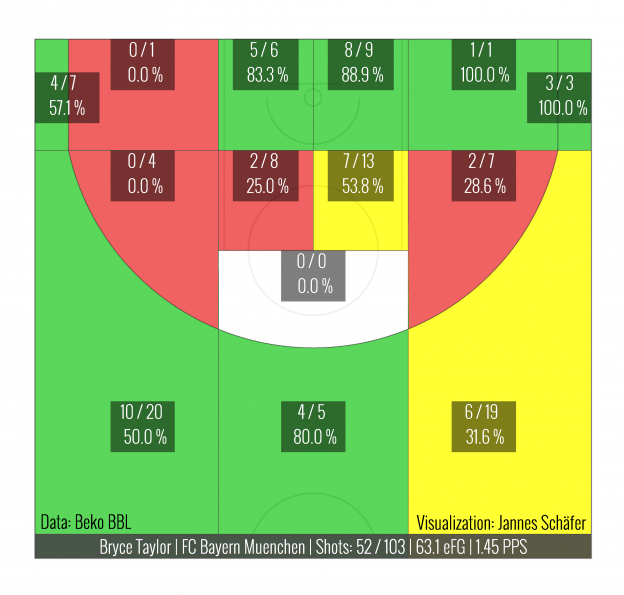 0 / 1
0.0 %
5 / 6
83.3 %
8 / 9
88.9 %
1 / 1
100.0 %
4 / 7
57.1 %
3 / 3
100.0 %
0 / 4
0.0 %
2 / 8
25.0 %
7 / 13
53.8 %
2 / 7
28.6 %
0 / 0
0.0 %
10 / 20
50.0 %
4 / 5
80.0 %
6 / 19
31.6 %
Data: Beko BBL
Visualization: Jannes Schäfer
Bryce Taylor | FC Bayern Muenchen | Shots: 52 / 103 | 63.1 eFG | 1.45 PPS